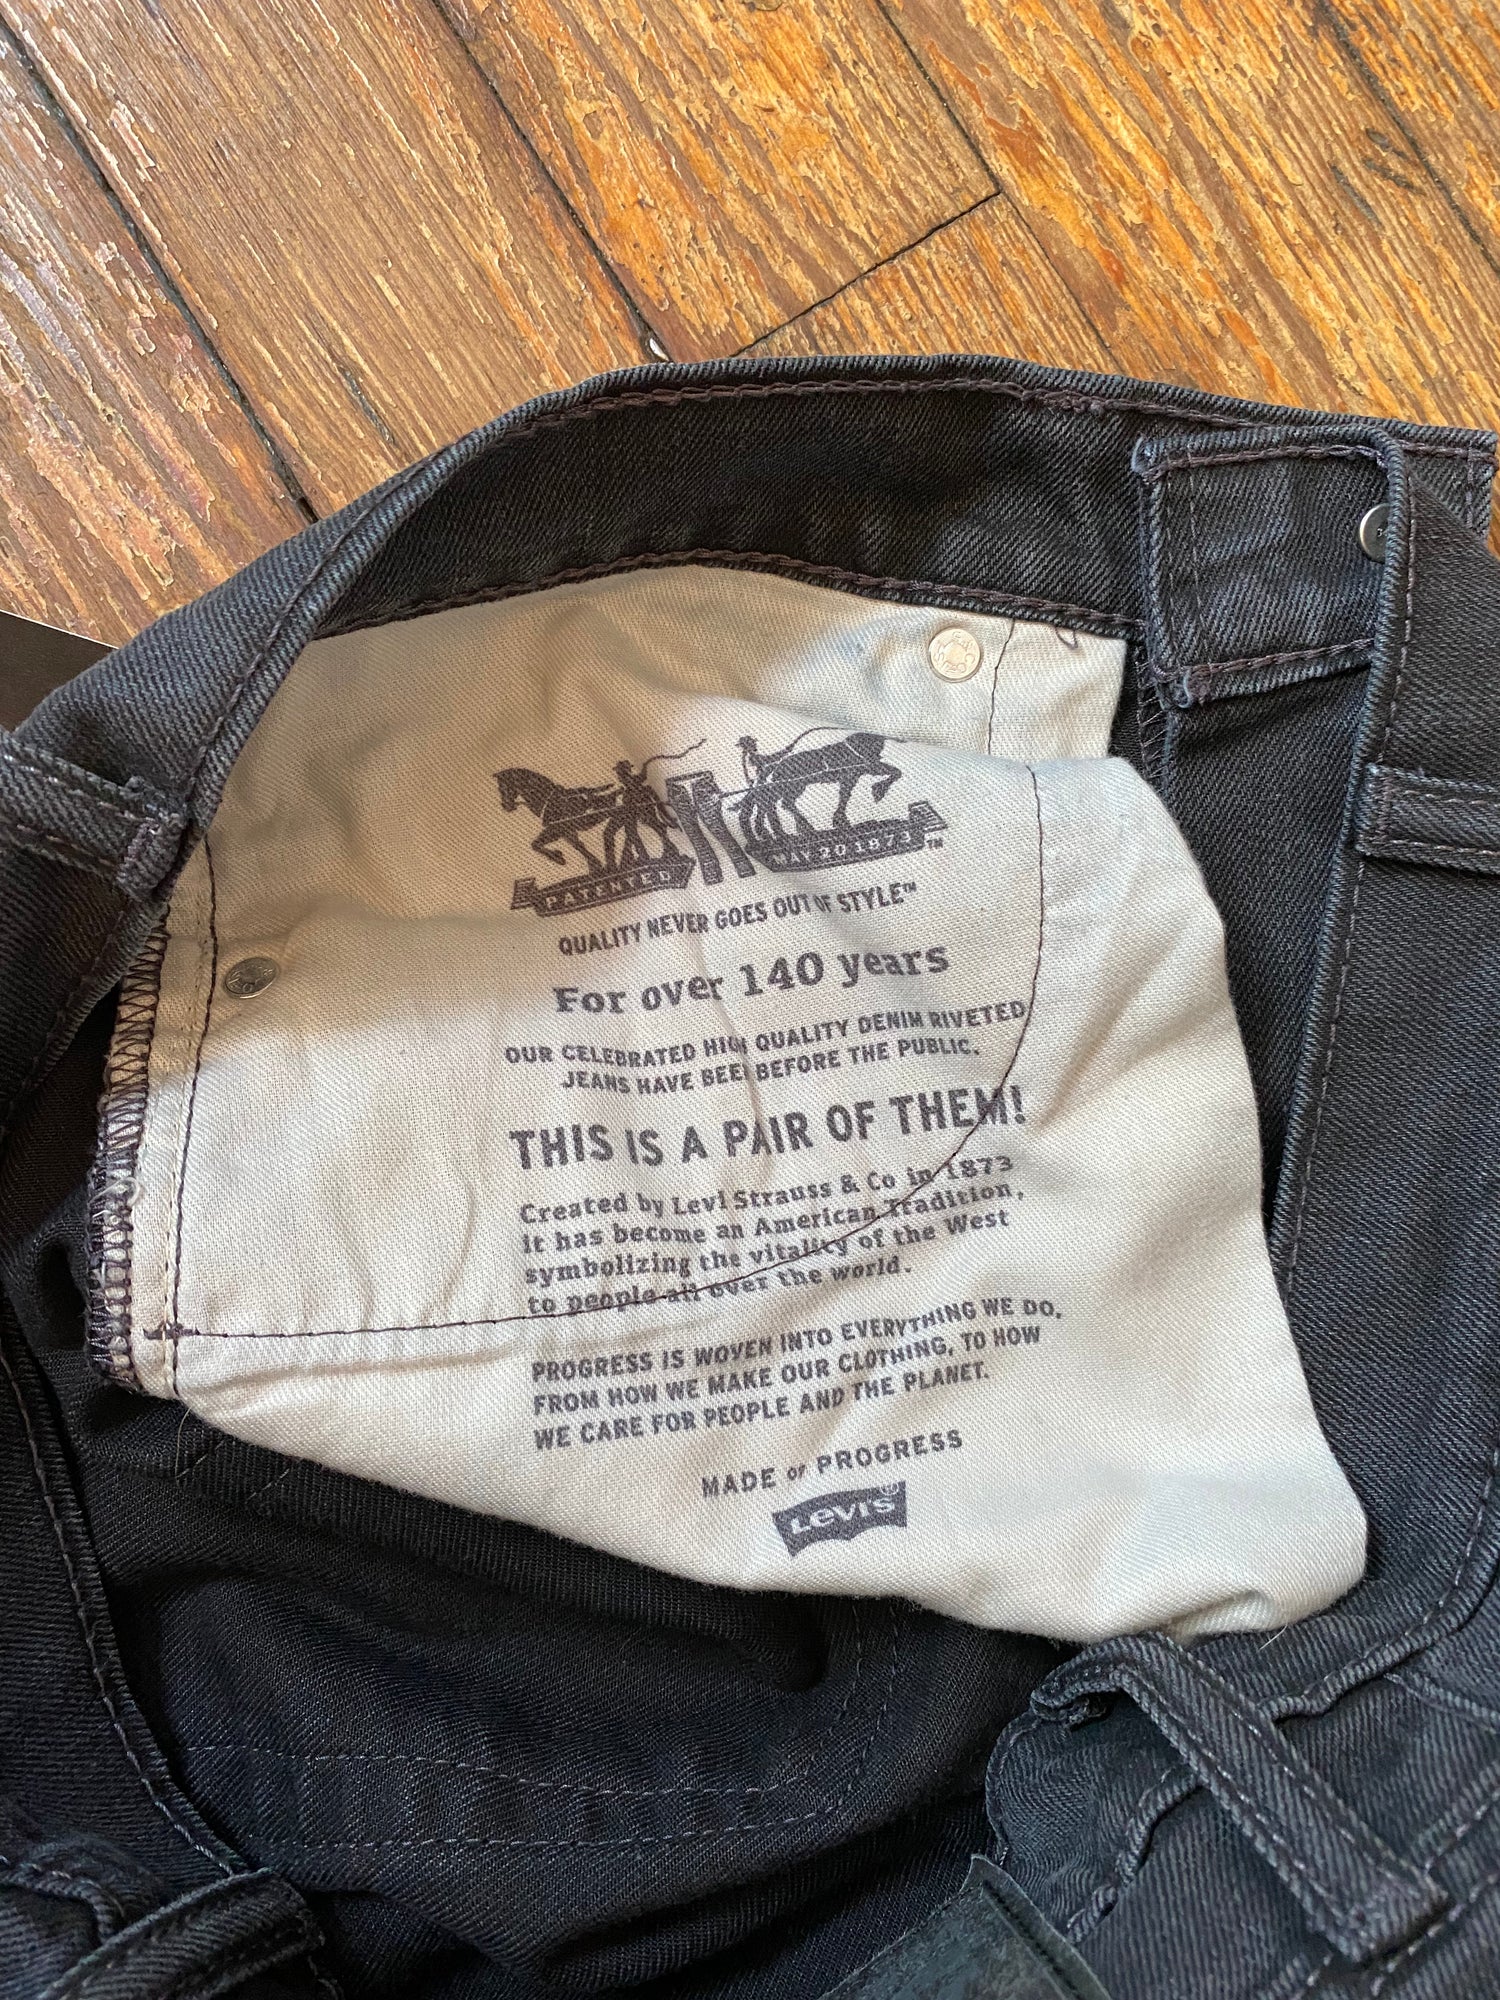 PATENTED MAY 20 1873 ™
QUALITY NEVER GOES OUT OF STYLE™
For over 140 years
OUR CELEBRATED HIGH QUALITY DENIM RIVETED
JEANS HAVE BEEN BEFORE THE PUBLIC.
THIS IS A PAIR OF THEM!
Created by Levi Strauss & Co in 1873
it has become an American Tradition,
symbolizing the vitality of the West
to people all over the world.
PROGRESS IS WOVEN INTO EVERYTHING WE DO,
FROM HOW WE MAKE OUR CLOTHING, TO HOW
WE CARE FOR PEOPLE AND THE PLANET.
MADE OF PROGRESS
LEVI'S®